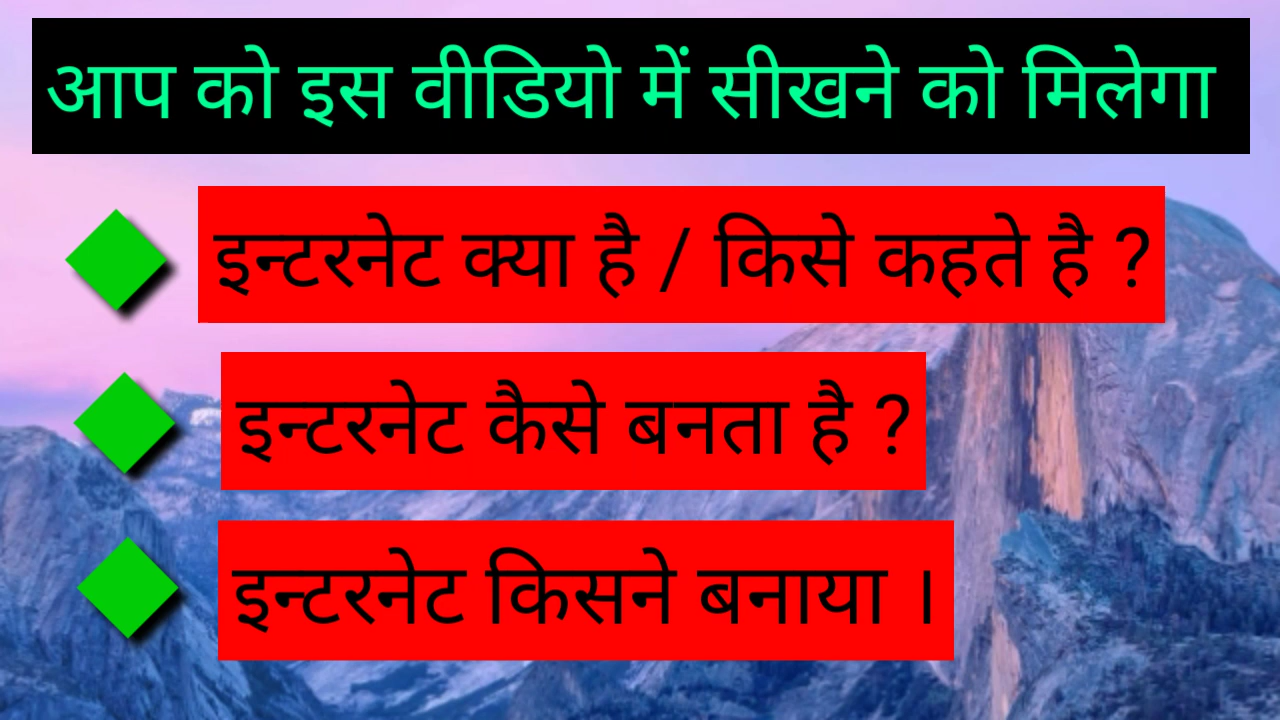 आप को इस वीडियो में सीखने को मिलेगा
इन्टरनेट क्या है / किसे कहते है ?
इन्टरनेट कैसे बनता है ?
इन्टरनेट किसने बनाया ।